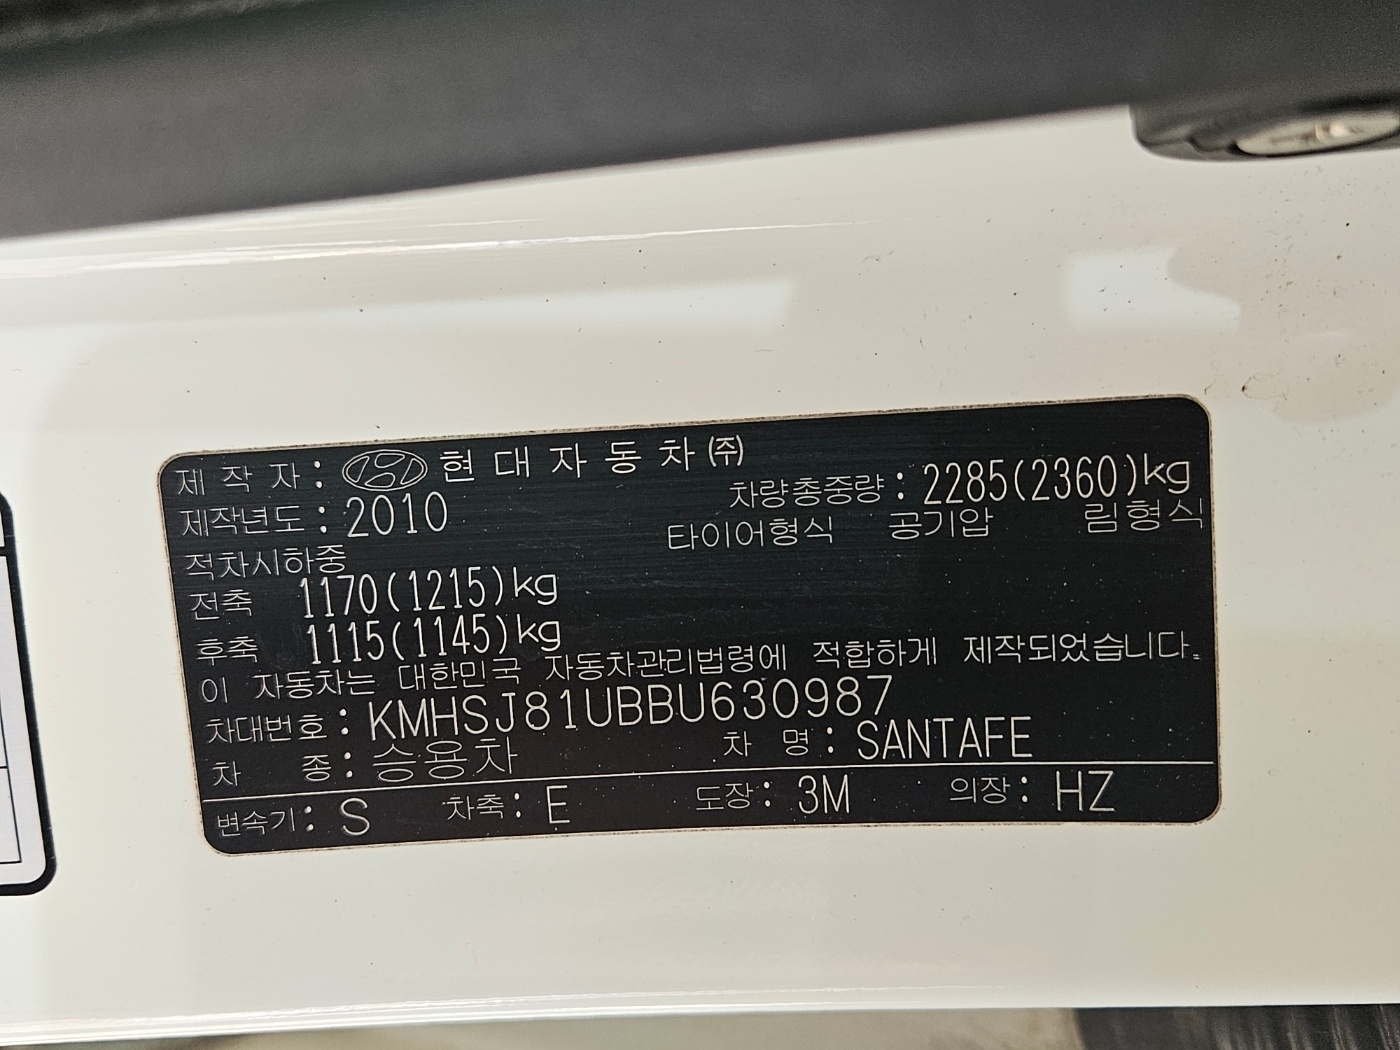 제 작 자 : 현 대 자 동 차 ㈜
제작년도 : 2010
차량총중량 : 2285(2360)kg
적차시하중
타이어형식 공기압 림형식
전축 1170(1215)kg
후축 1115(1145)kg
이 자동차는 대한민국 자동차관리법령에 적합하게 제작되었습니다.
차대번호 : KMHSJ81UBBU630987
차 종 : 승용차 차 명 : SANTAFE
변속기 : S 차축 : E 도장 : 3M 의장 : HZ